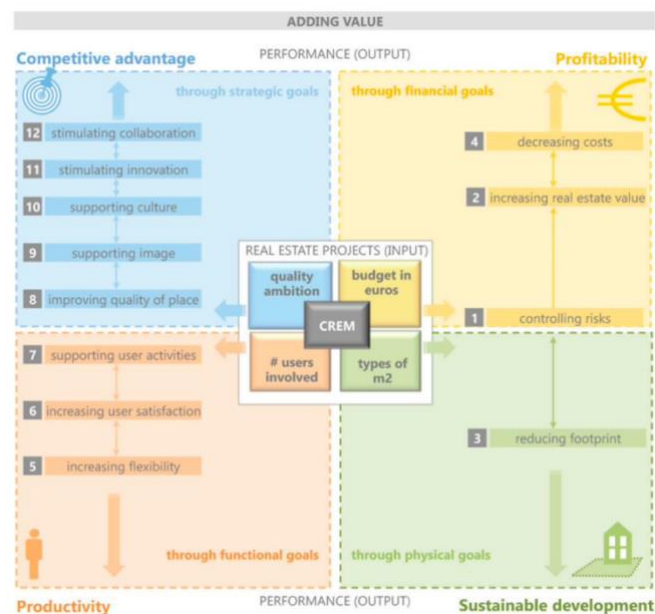 ADDING VALUE
Competitive advantage
PERFORMANCE (OUTPUT)
Profitability
through strategic goals
through financial goals
12 stimulating collaboration
4 decreasing costs
11 stimulating innovation
2 increasing real estate value
10 supporting culture
9 supporting image
REAL ESTATE PROJECTS (INPUT)
quality
ambition
budget in
euros
8 improving quality of place
CREM
1 controlling risks
7 supporting user activities
# users
involved
types of
m2
6 increasing user satisfaction
3 reducing footprint
5 increasing flexibility
through functional goals
through physical goals
Productivity
PERFORMANCE (OUTPUT)
Sustainable development